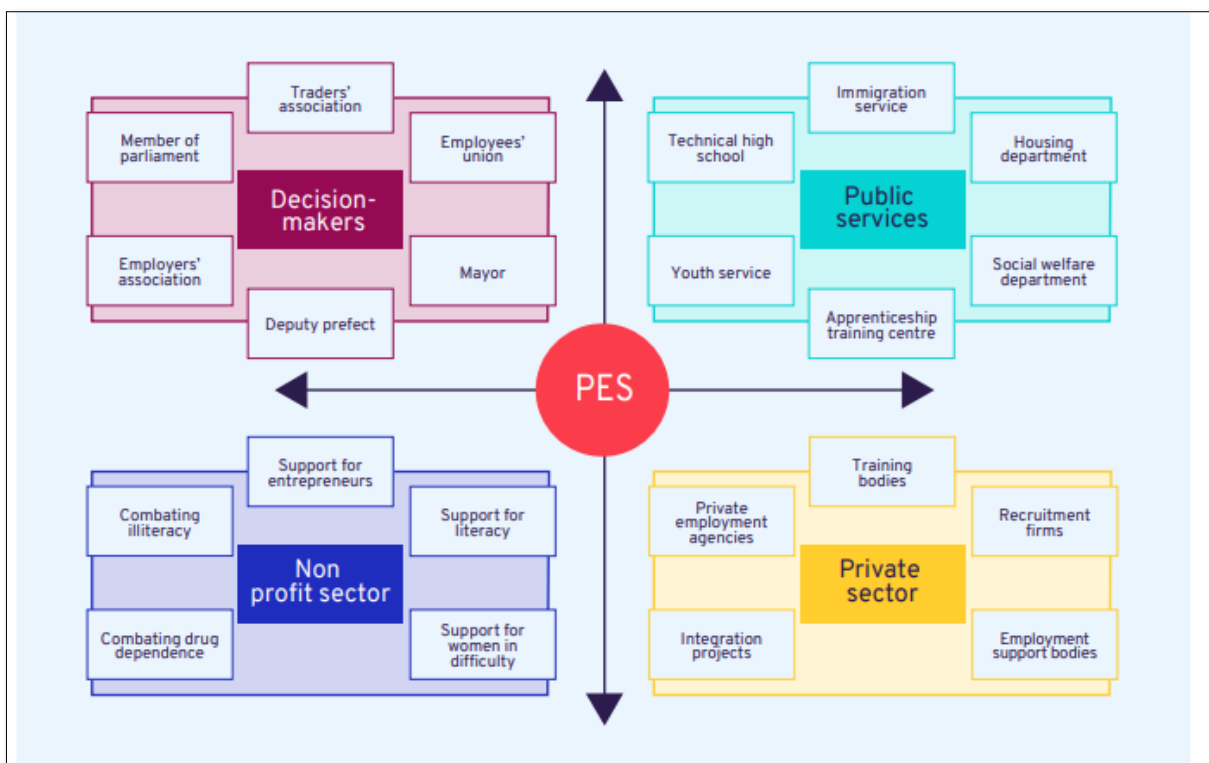 Traders'
association
Member of
parliament
Employees'
union
Decision-
makers
Employers'
association
Mayor
Deputy prefect
Immigration
service
Technical high
school
Housing
department
Public
services
Youth service
Social welfare
department
Apprenticeship
training centre
PES
Support for
entrepreneurs
Combating
illiteracy
Support for
literacy
Non
profit sector
Combating drug
dependence
Support for
women in
difficulty
Training
bodies
Private
employment
agencies
Recruitment
firms
Private
sector
Integration
projects
Employment
support bodies